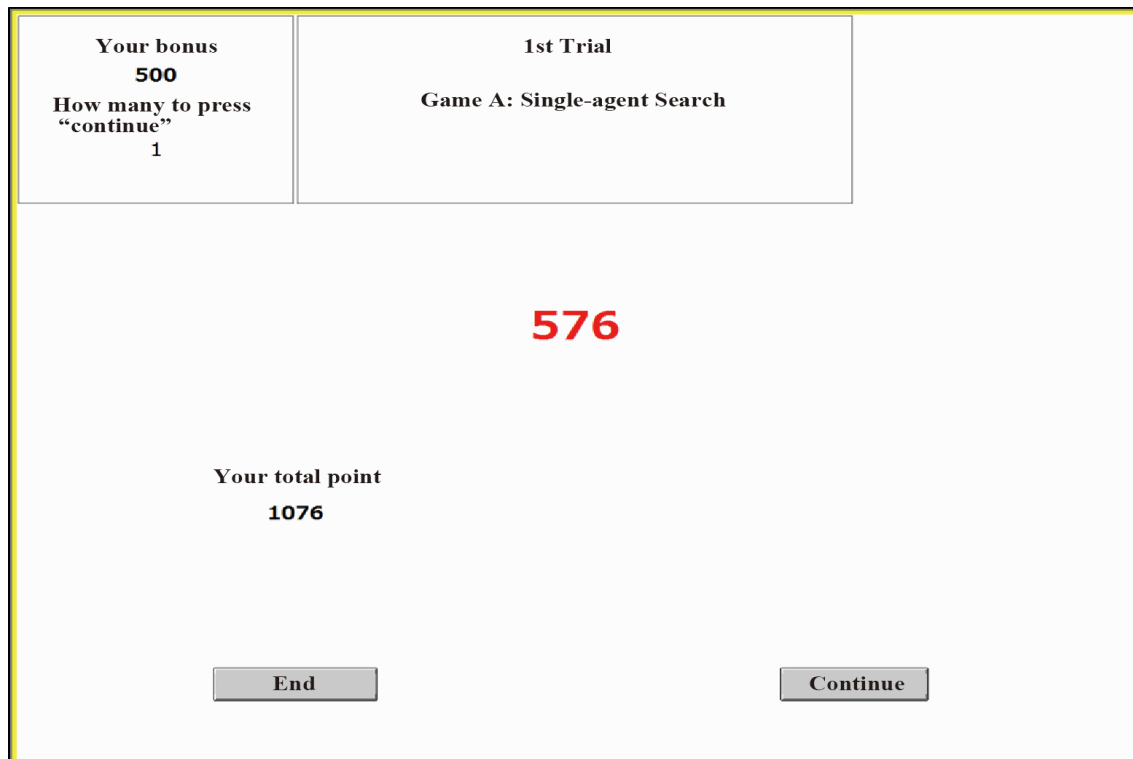 Your bonus
500
How many to press
“continue”
1
1st Trial
Game A: Single-agent Search
576
Your total point
1076
End
Continue